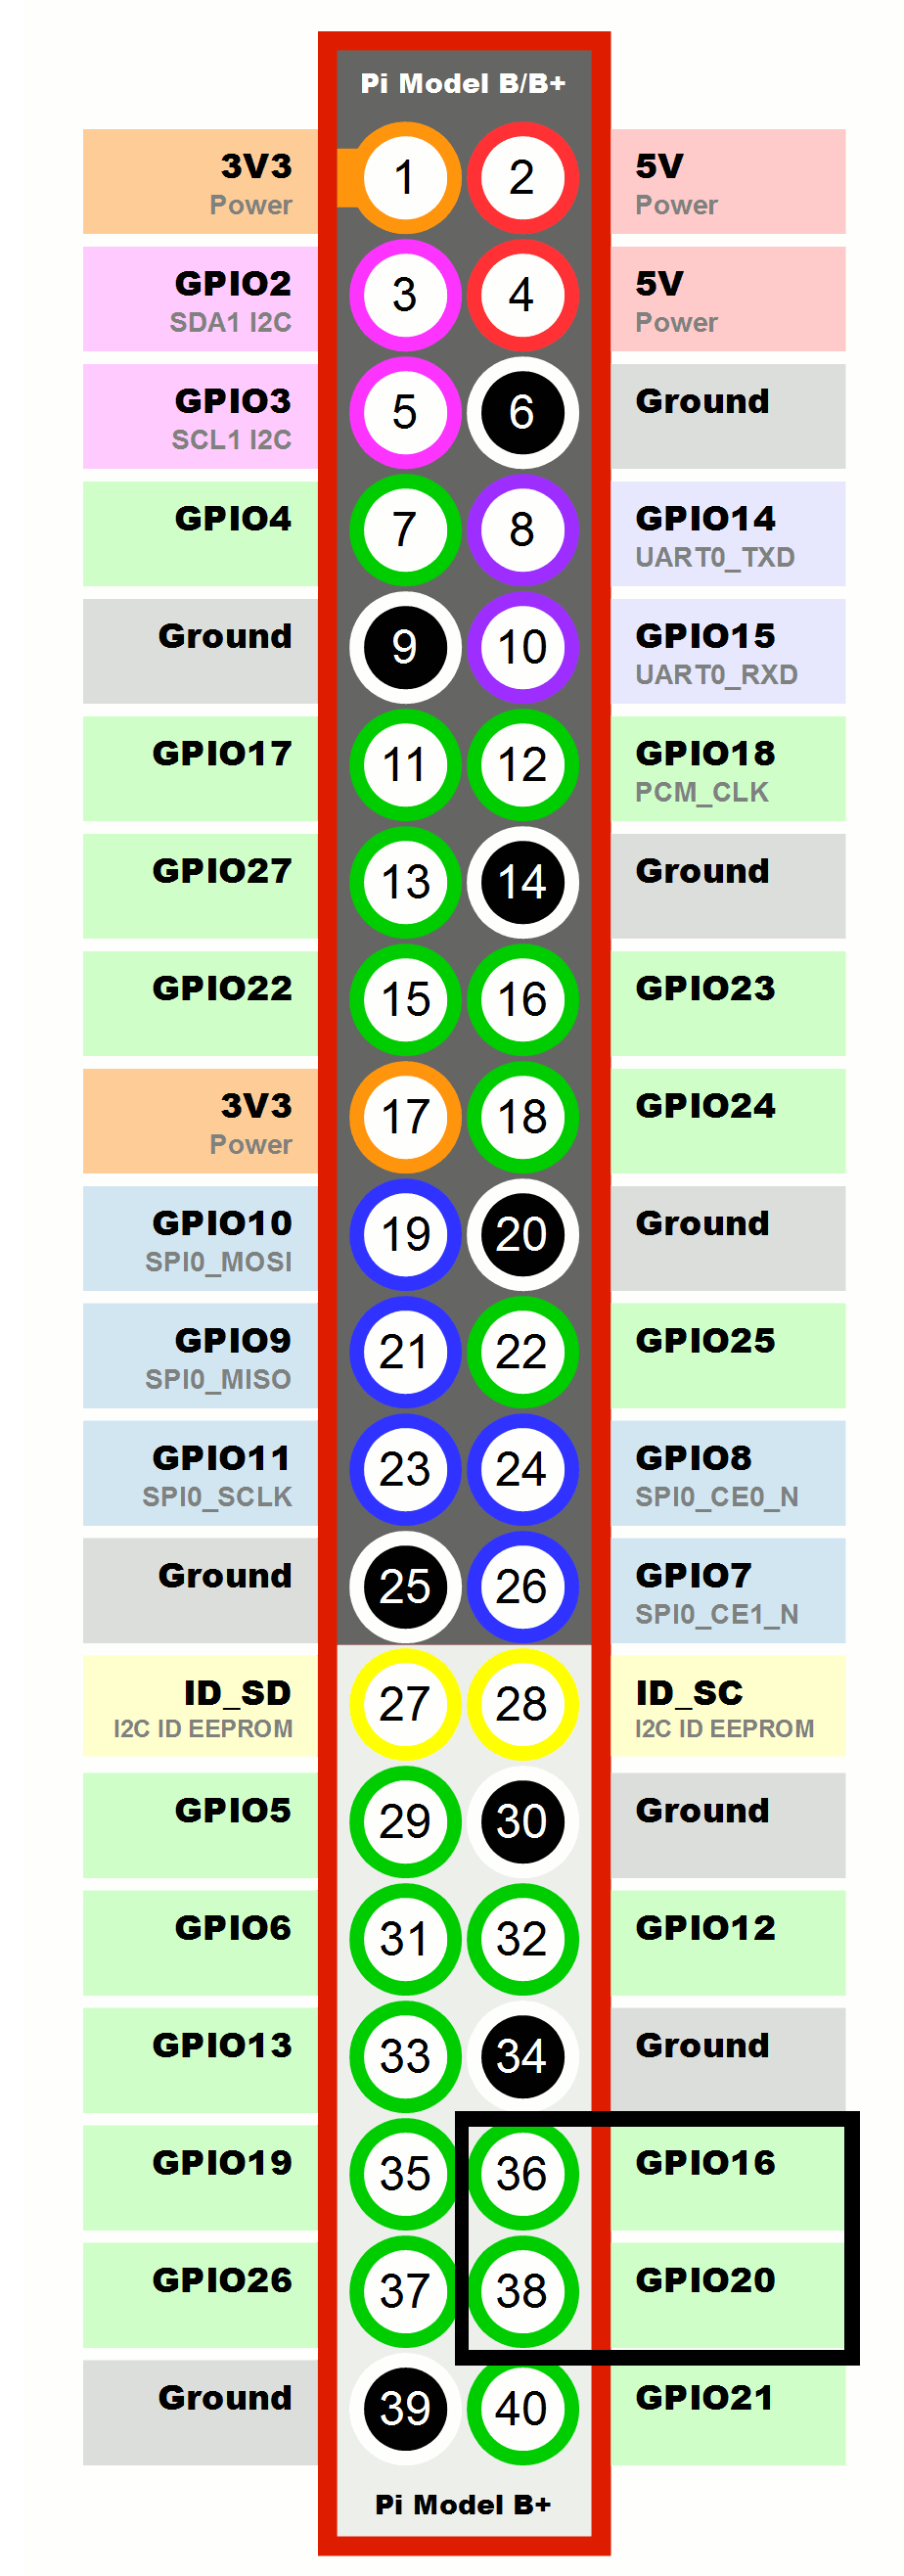 Pi Model B/B+
3V3 1 2 5V
Power Power
GPIO2 3 4 5V
SDA1 I2C Power
GPIO3 5 6 Ground
SCL1 I2C
GPIO4 7 8 GPIO14
UART0_TXD
Ground 9 10 GPIO15
UART0_RXD
GPIO17 11 12 GPIO18
PCM_CLK
GPIO27 13 14 Ground
GPIO22 15 16 GPIO23
3V3 17 18 GPIO24
Power
GPIO10 19 20 Ground
SPI0_MOSI
GPIO9 21 22 GPIO25
SPI0_MISO
GPIO11 23 24 GPIO8
SPI0_SCLK SPI0_CE0_N
Ground 25 26 GPIO7
SPI0_CE1_N
ID_SD 27 28 ID_SC
I2C ID EEPROM I2C ID EEPROM
GPIO5 29 30 Ground
GPIO6 31 32 GPIO12
GPIO13 33 34 Ground
GPIO19 35 36 GPIO16
GPIO26 37 38 GPIO20
Ground 39 40 GPIO21
Pi Model B+